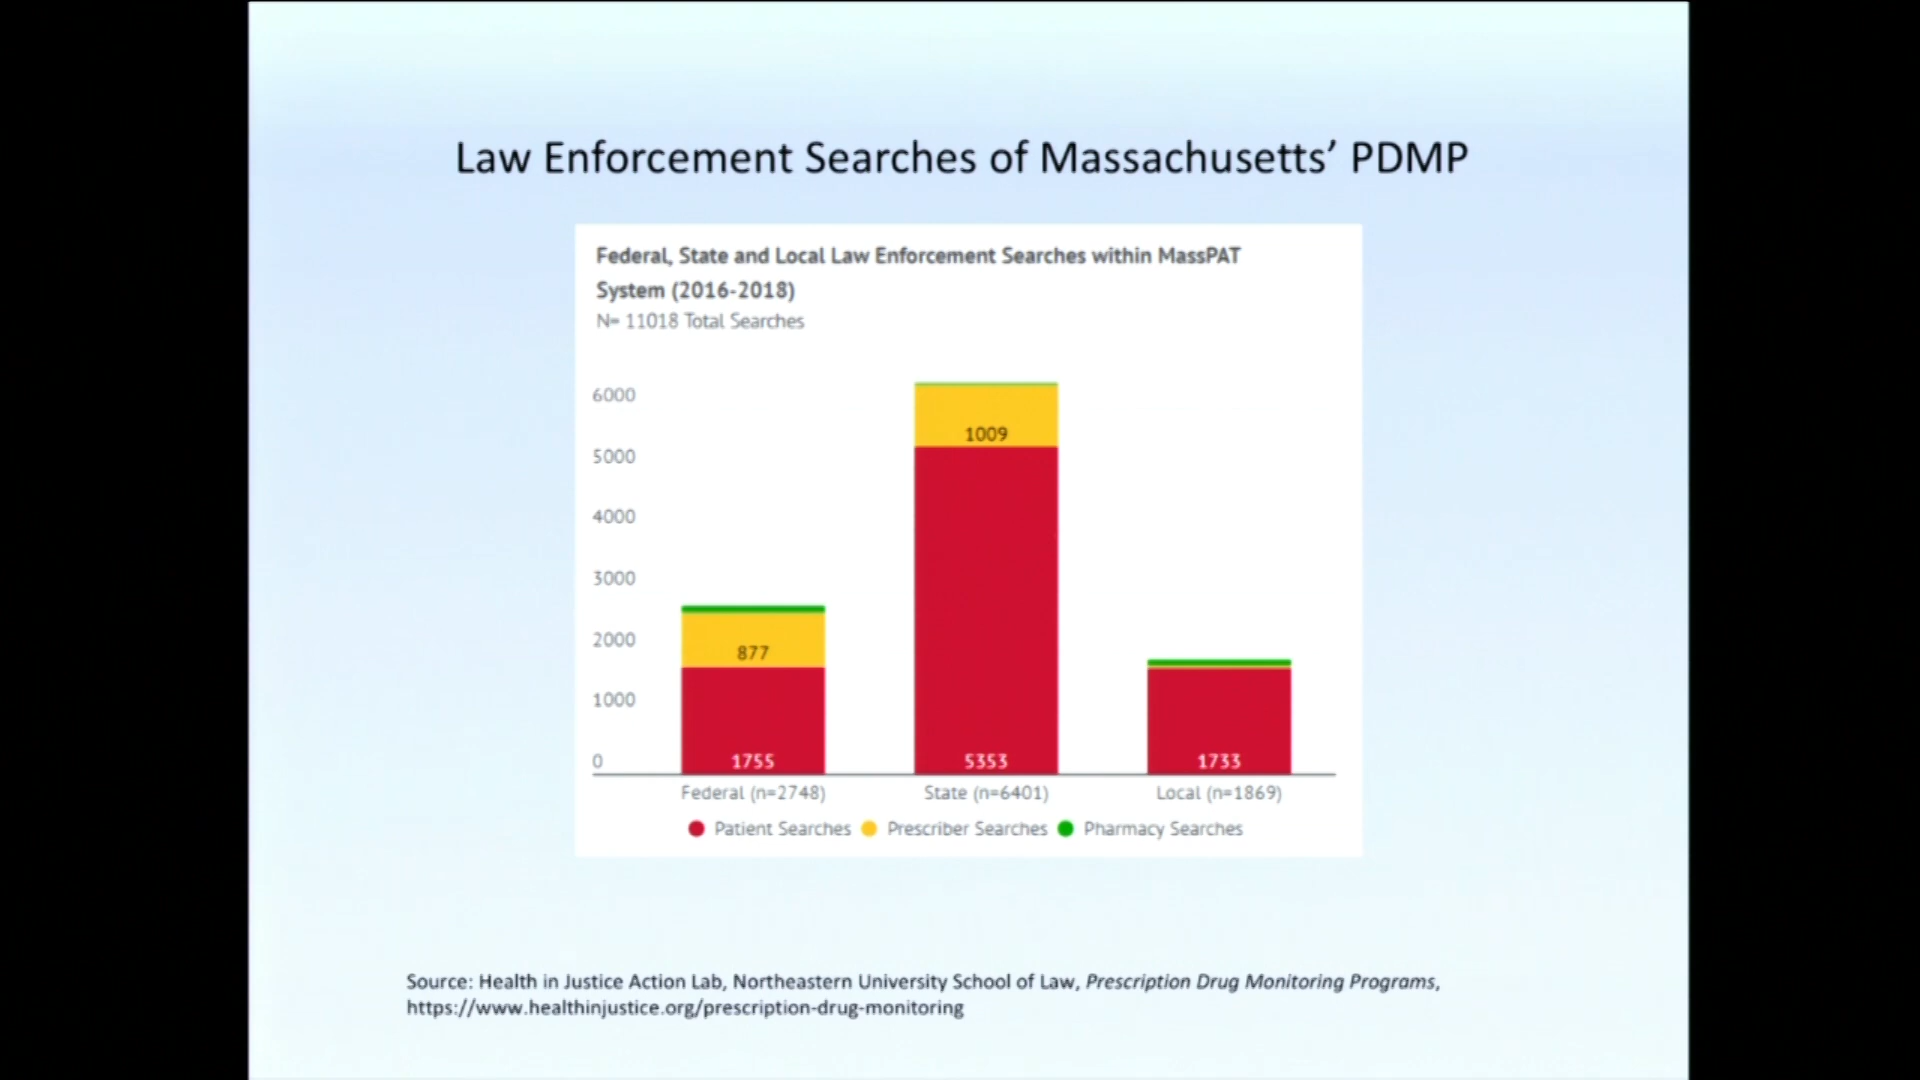 Law Enforcement Searches of Massachusetts’ PDMP
Federal, State and Local Law Enforcement Searches within MassPAT
System (2016-2018)
N= 11018 Total Searches
6000
5000
4000
3000
2000
1000
0
1009
877
1755
5353
1733
Federal (n=2748)
State (n=6401)
Local (n=1869)
Patient Searches
Prescriber Searches
Pharmacy Searches
Source: Health in Justice Action Lab, Northeastern University School of Law, Prescription Drug Monitoring Programs,
https://www.healthinjustice.org/prescription-drug-monitoring